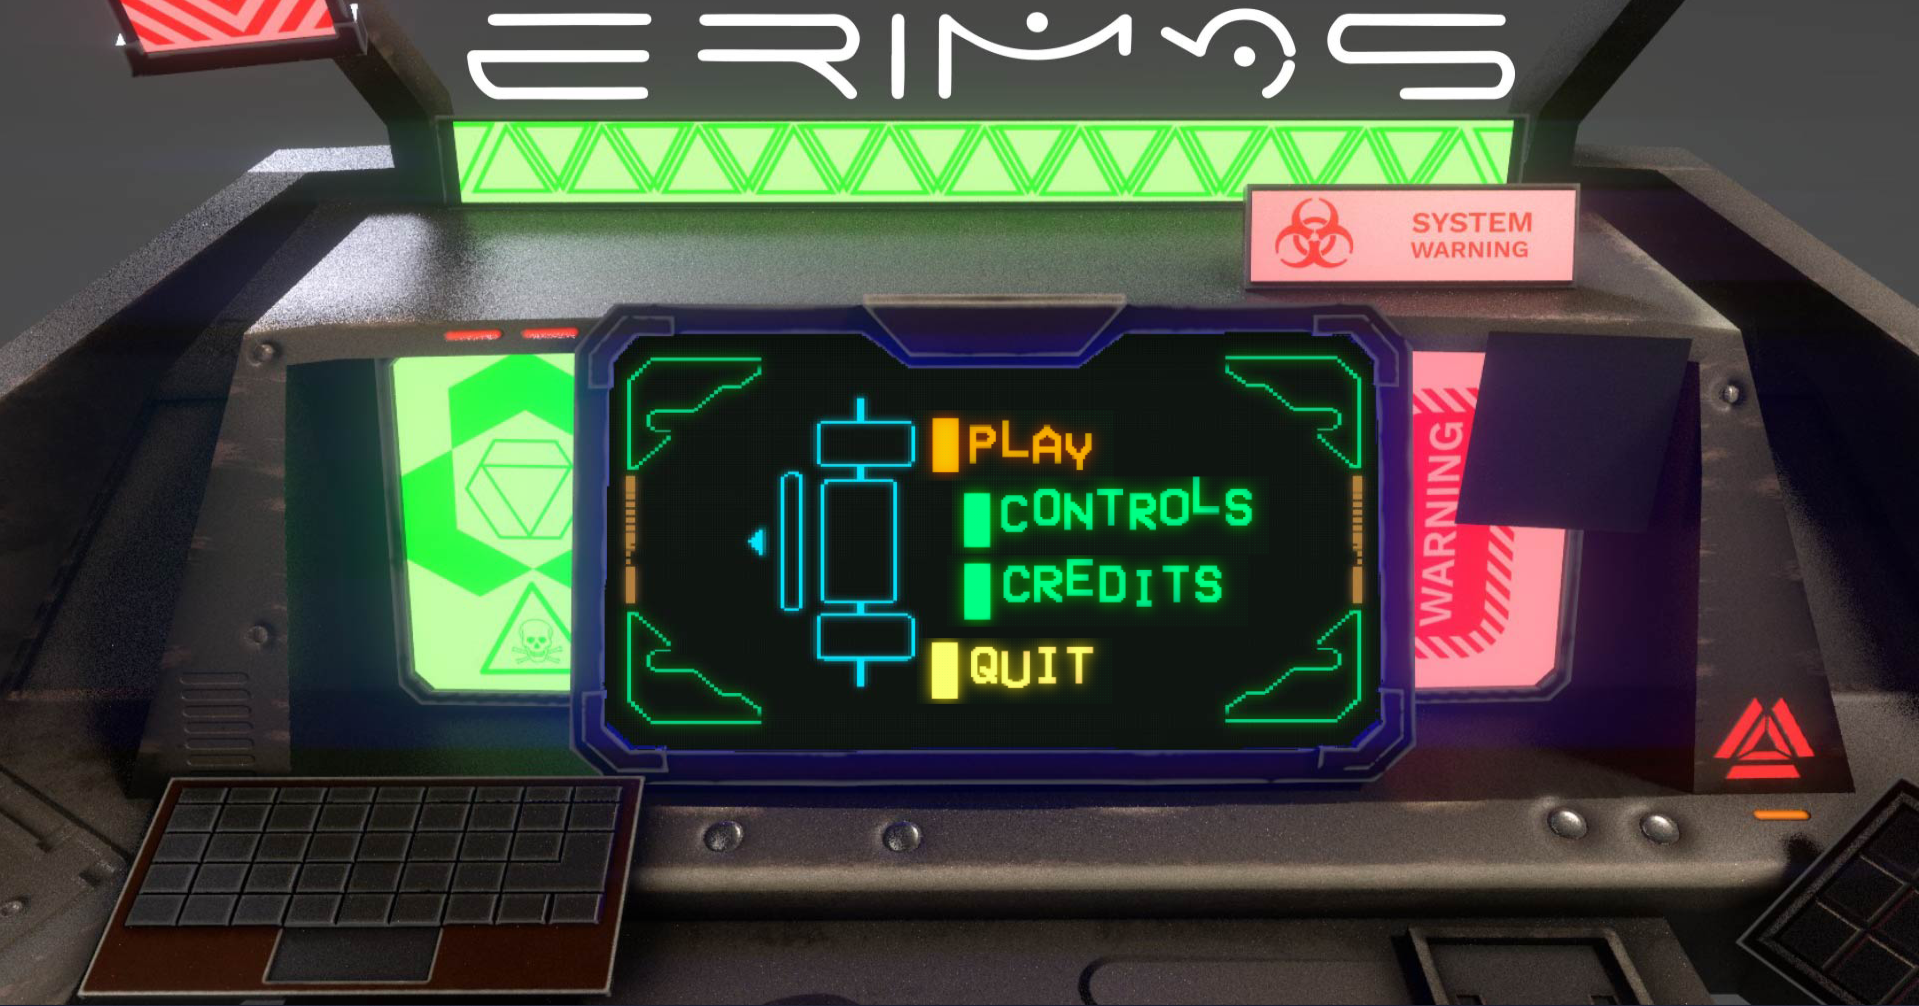 ERIMOS
SYSTEM
WARNING
PLAY
CONTROLS
CREDITS
QUIT
WARNING